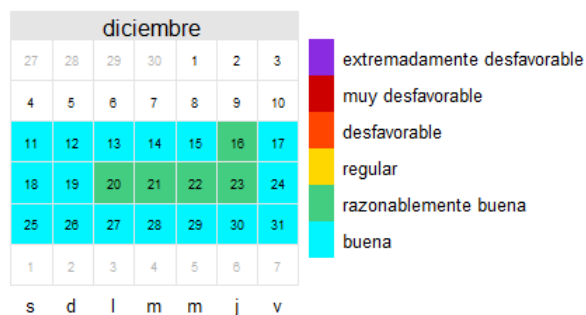 diciembre
27 28 29 30 1 2 3
4 5 6 7 8 9 10
11 12 13 14 15 16 17
18 19 20 21 22 23 24
25 26 27 28 29 30 31
1 2 3 4 5 6 7
s d l m m j v
extremadamente desfavorable
muy desfavorable
desfavorable
regular
razonablemente buena
buena